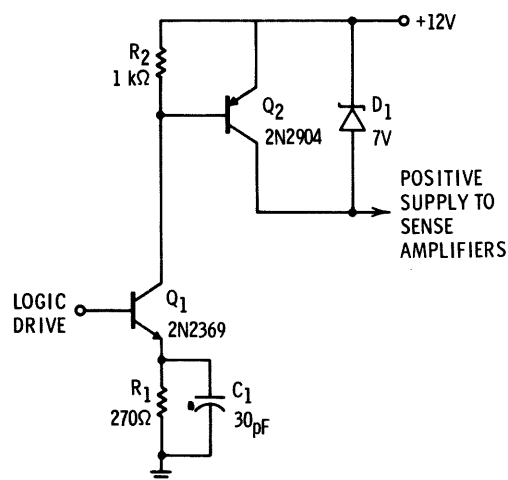 +12V
R2
1 kΩ
Q2
2N2904
D1
7V
POSITIVE
SUPPLY TO
SENSE
AMPLIFIERS
LOGIC
DRIVE
Q1
2N2369
R1
270Ω
C1
30pF